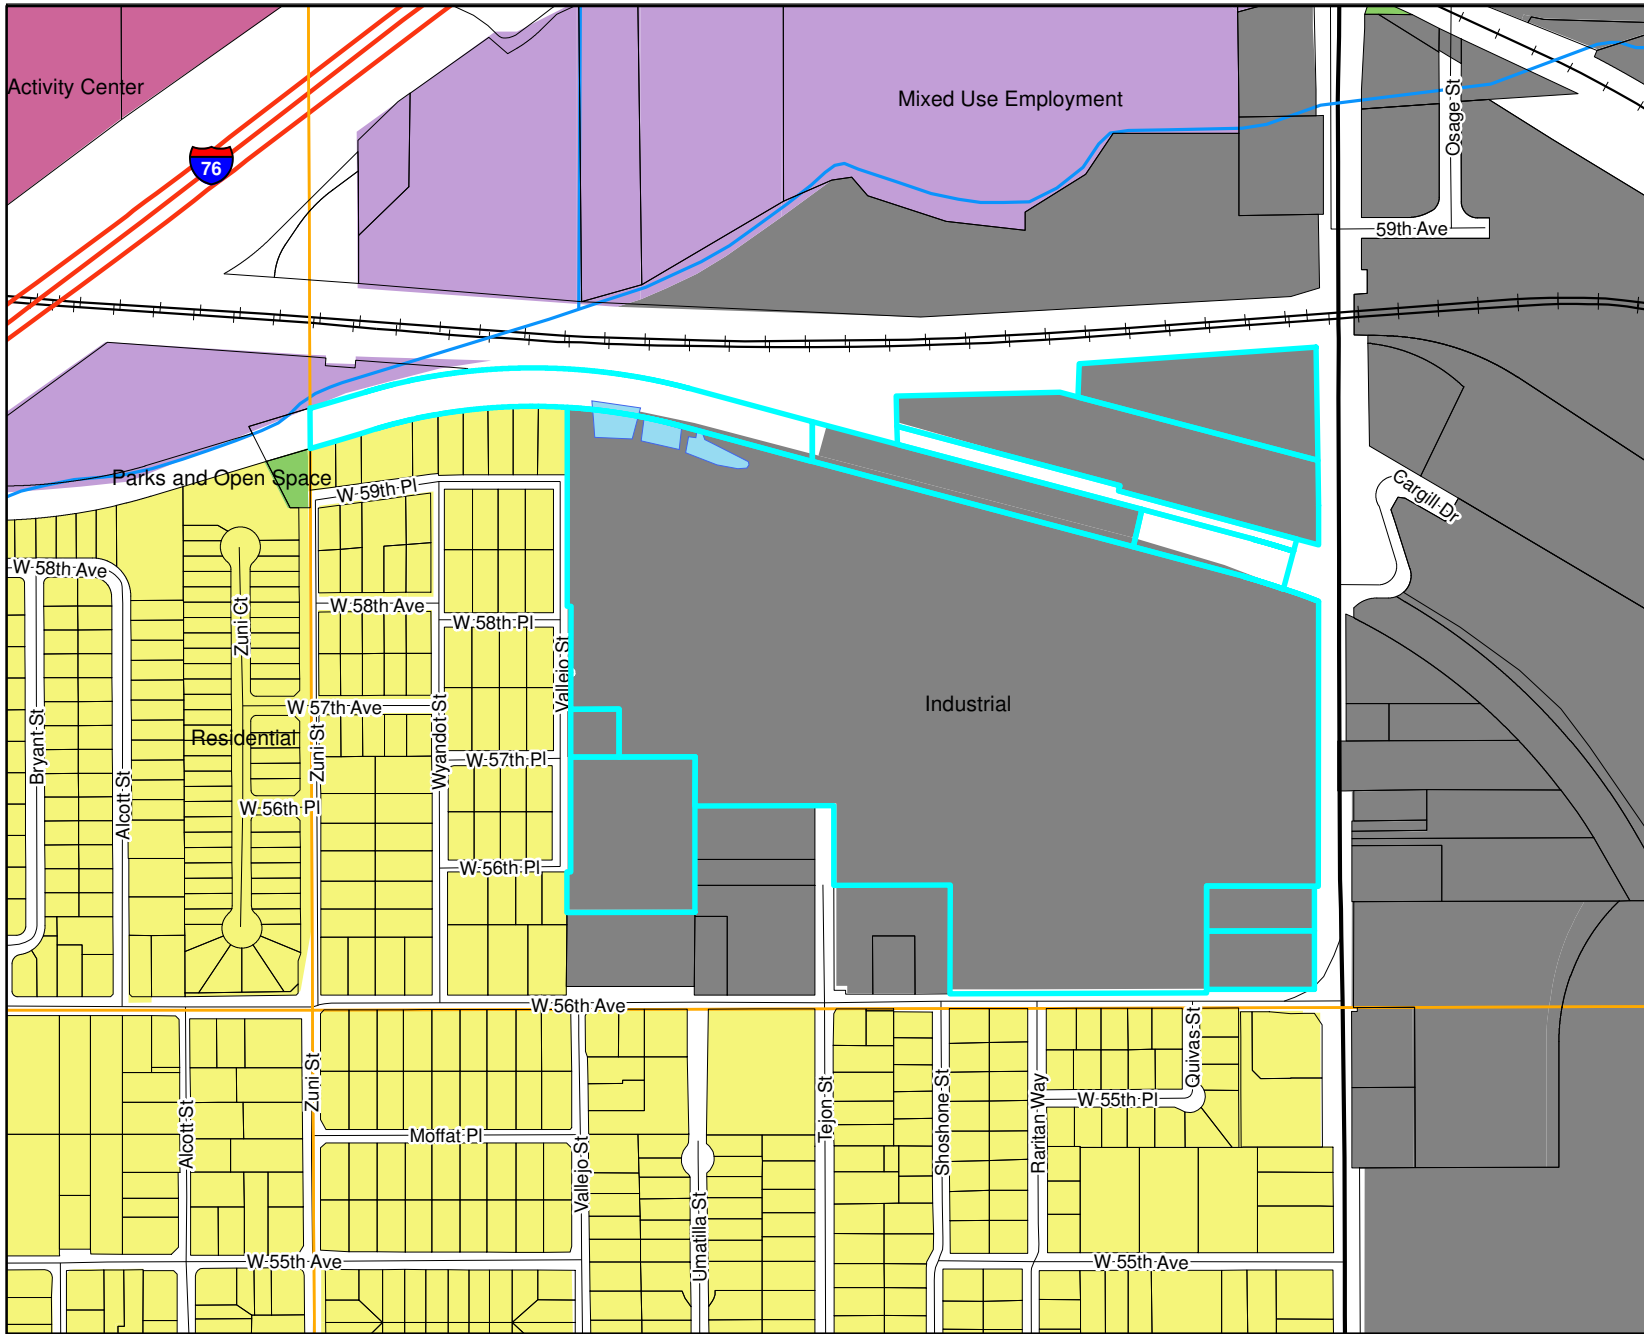 Activity Center
Mixed Use Employment
Osage St
76
59th Ave
Parks and Open Space
W 59th Pl
Cargill Dr
W 58th Ave
W 58th Ave
Zuni Ct
W 58th Pl
Vallejo St
Industrial
W 57th Ave
Bryant St
Residential
Zuni St
Wyandot St
W 57th Pl
Alcott St
W 56th Pl
W 56th Pl
W 56th Ave
Quivas St
Zuni St
W 55th Pl
Alcott St
Moffat Pl
Vallejo St
Tejon St
Shoshone St
Raritan Way
Umatilla St
W 55th Ave
W 55th Ave